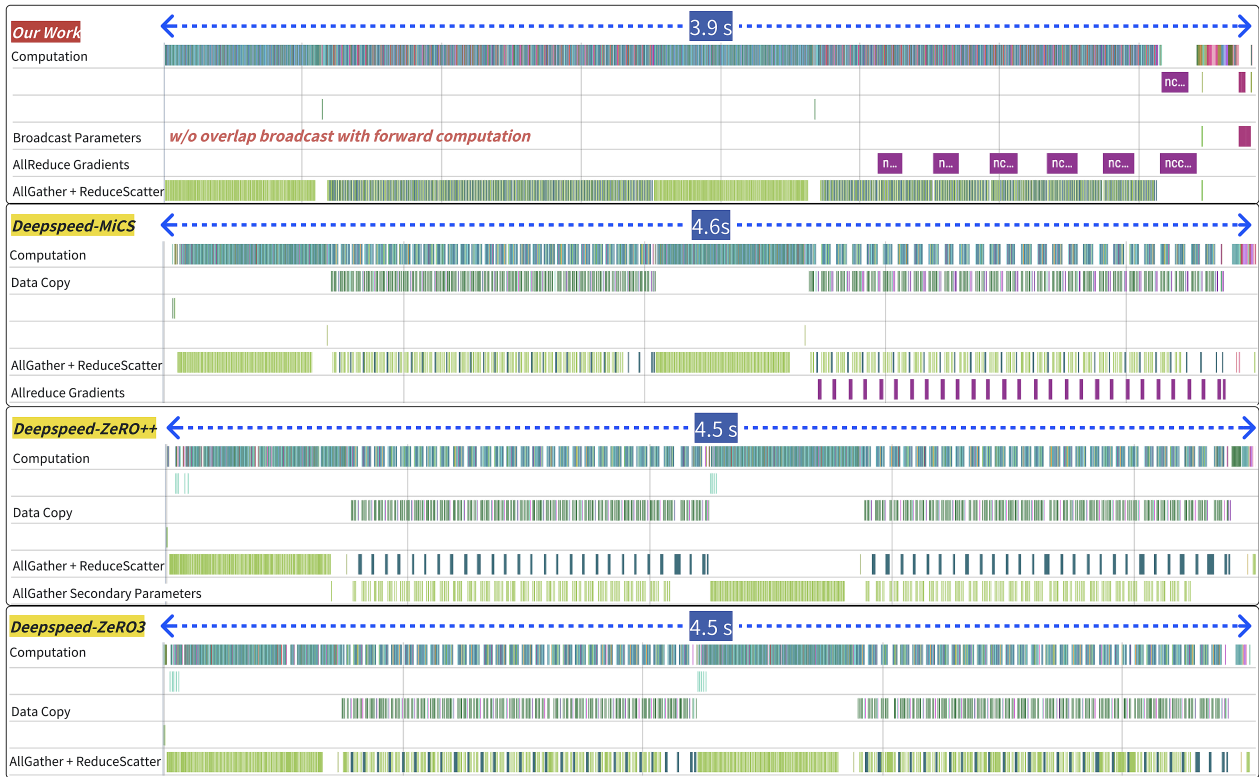 Our Work
3.9 s
Computation
nc...
Broadcast Parameters
w/o overlap broadcast with forward computation
AllReduce Gradients
n... n... nc... nc... nc... ncc...
AllGather + ReduceScatter
Deepspeed-MiCS
4.6s
Computation
Data Copy
AllGather + ReduceScatter
Allreduce Gradients
Deepspeed-ZeRO++
4.5 s
Computation
Data Copy
AllGather + ReduceScatter
AllGather Secondary Parameters
Deepspeed-ZeRO3
4.5 s
Computation
Data Copy
AllGather + ReduceScatter